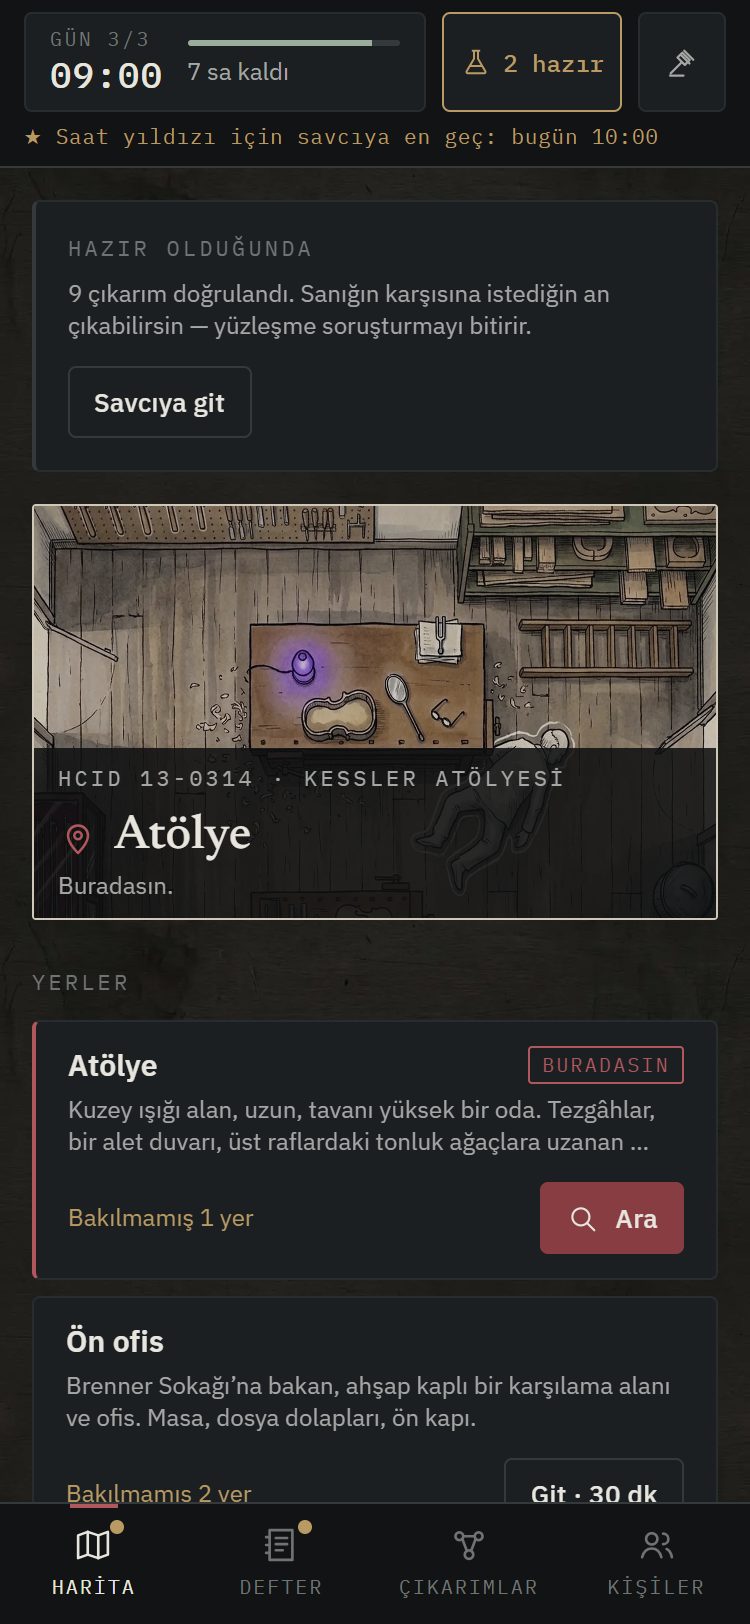 GÜN 3/3
09:00
7 sa kaldı
2 hazır
★ Saat yıldızı için savcıya en geç: bugün 10:00
HAZIR OLDUĞUNDA
9 çıkarım doğrulandı. Sanığın karşısına istediğin an
çıkabilirsin — yüzleşme soruşturmayı bitirir.
Savcıya git
HCID 13-0314 · KESSLER ATÖLYESİ
Atölye
Buradasın.
YERLER
Atölye
BURADASIN
Kuzey ışığı alan, uzun, tavanı yüksek bir oda. Tezgâhlar,
bir alet duvarı, üst raflardaki tonluk ağaçlara uzanan ...
Bakılmamış 1 yer
Ara
Ön ofis
Brenner Sokağı’na bakan, ahşap kaplı bir karşılama alanı
ve ofis. Masa, dosya dolapları, ön kapı.
Bakılmamış 2 yer
Git · 30 dk
HARİTA
DEFTER
ÇIKARIMLAR
KİŞİLER